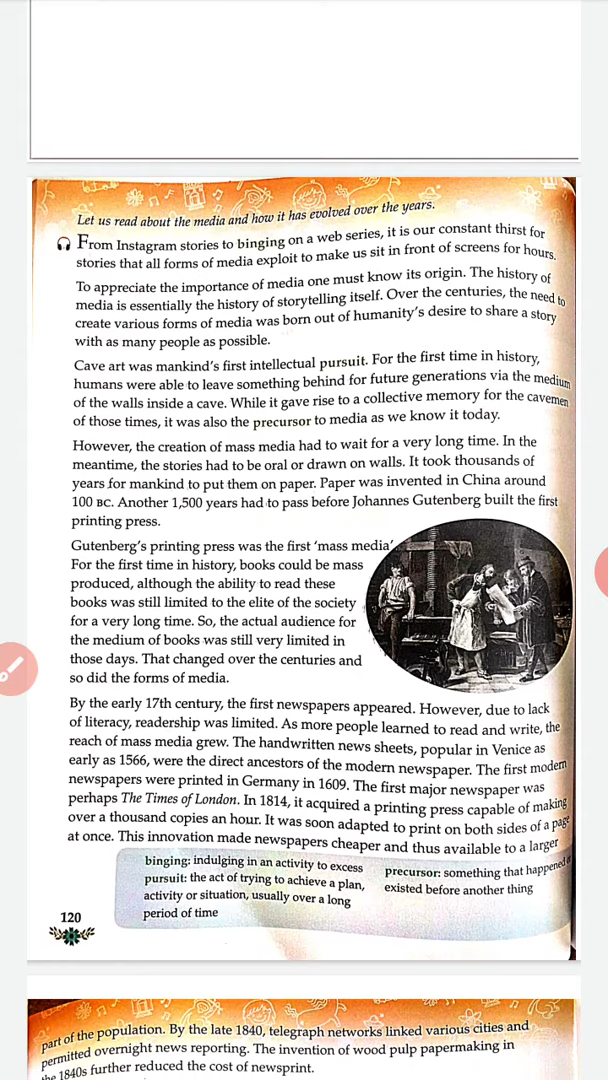 Let us read about the media and how it has evolved over the years.
From Instagram stories to binging on a web series, it is our constant thirst for
stories that all forms of media exploit to make us sit in front of screens for hours.
To appreciate the importance of media one must know its origin. The history of
media is essentially the history of storytelling itself. Over the centuries, the need to
create various forms of media was born out of humanity's desire to share a story
with as many people as possible.
Cave art was mankind's first intellectual pursuit. For the first time in history,
humans were able to leave something behind for future generations via the medium
of the walls inside a cave. While it gave rise to a collective memory for the cavemen
of those times, it was also the precursor to media as we know it today.
However, the creation of mass media had to wait for a very long time. In the
meantime, the stories had to be oral or drawn on walls. It took thousands of
years for mankind to put them on paper. Paper was invented in China around
100 BC. Another 1,500 years had to pass before Johannes Gutenberg built the first
printing press.
Gutenberg's printing press was the first 'mass media'
For the first time in history, books could be mass
produced, although the ability to read these
books was still limited to the elite of the society
for a very long time. So, the actual audience for
the medium of books was still very limited in
those days. That changed over the centuries and
so did the forms of media.
By the early 17th century, the first newspapers appeared. However, due to lack
of literacy, readership was limited. As more people learned to read and write, the
reach of mass media grew. The handwritten news sheets, popular in Venice as
early as 1566, were the direct ancestors of the modern newspaper. The first modern
newspapers were printed in Germany in 1609. The first major newspaper was
perhaps The Times of London. In 1814, it acquired a printing press capable of making
over a thousand copies an hour. It was soon adapted to print on both sides of a page
at once. This innovation made newspapers cheaper and thus available to a larger
binging: indulging in an activity to excess
pursuit: the act of trying to achieve a plan,
activity or situation, usually over a long
period of time
precursor: something that happened or
existed before another thing
120
part of the population. By the late 1840, telegraph networks linked various cities and
permitted overnight news reporting. The invention of wood pulp papermaking in
the 1840s further reduced the cost of newsprint.